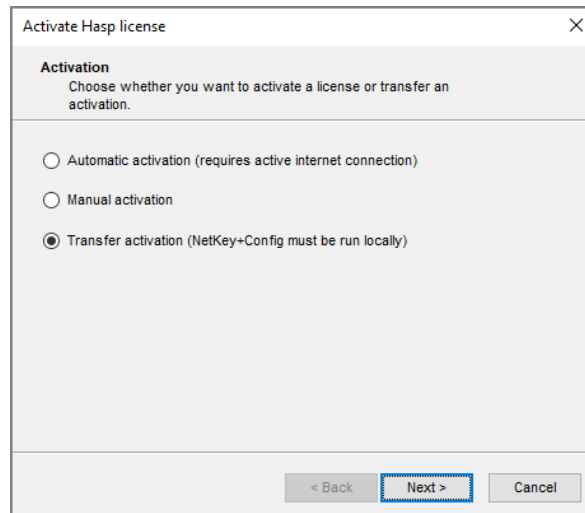 Activate Hasp license
Activation
Choose whether you want to activate a license or transfer an
activation.
Automatic activation (requires active internet connection)
Manual activation
Transfer activation (NetKey+Config must be run locally)
< Back
Next >
Cancel